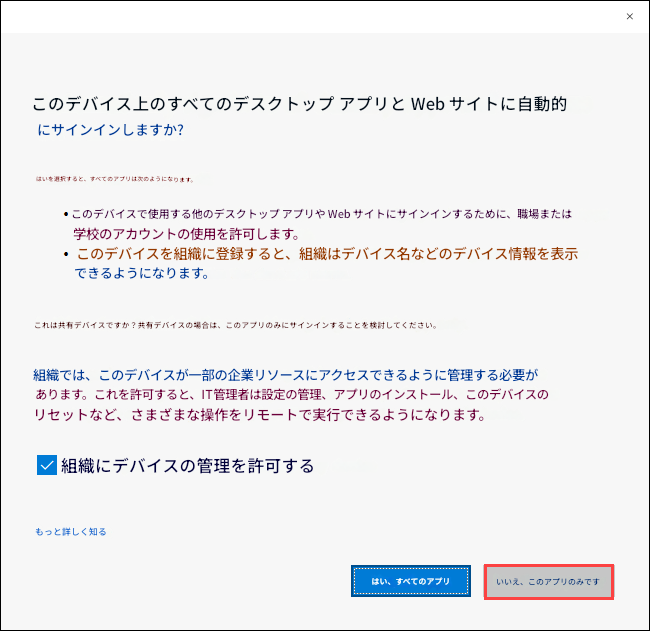 このデバイス上のすべてのデスクトップ アプリと Web サイトに自動的
にサインインしますか?
はいを選択すると、すべてのアプリは次のようになります。
•このデバイスで使用する他のデスクトップ アプリや Web サイトにサインインするために、職場または
学校のアカウントの使用を許可します。
• このデバイスを組織に登録すると、組織はデバイス名などのデバイス情報を表示
できるようになります。
これは共有デバイスですか？共有デバイスの場合は、このアプリのみにサインインすることを検討してください。
組織では、このデバイスが一部の企業リソースにアクセスできるように管理する必要が
あります。これを許可すると、IT管理者は設定の管理、アプリのインストール、このデバイスの
リセットなど、さまざまな操作をリモートで実行できるようになります。
組織にデバイスの管理を許可する
もっと詳しく知る
はい、すべてのアプリ
いいえ、このアプリのみです